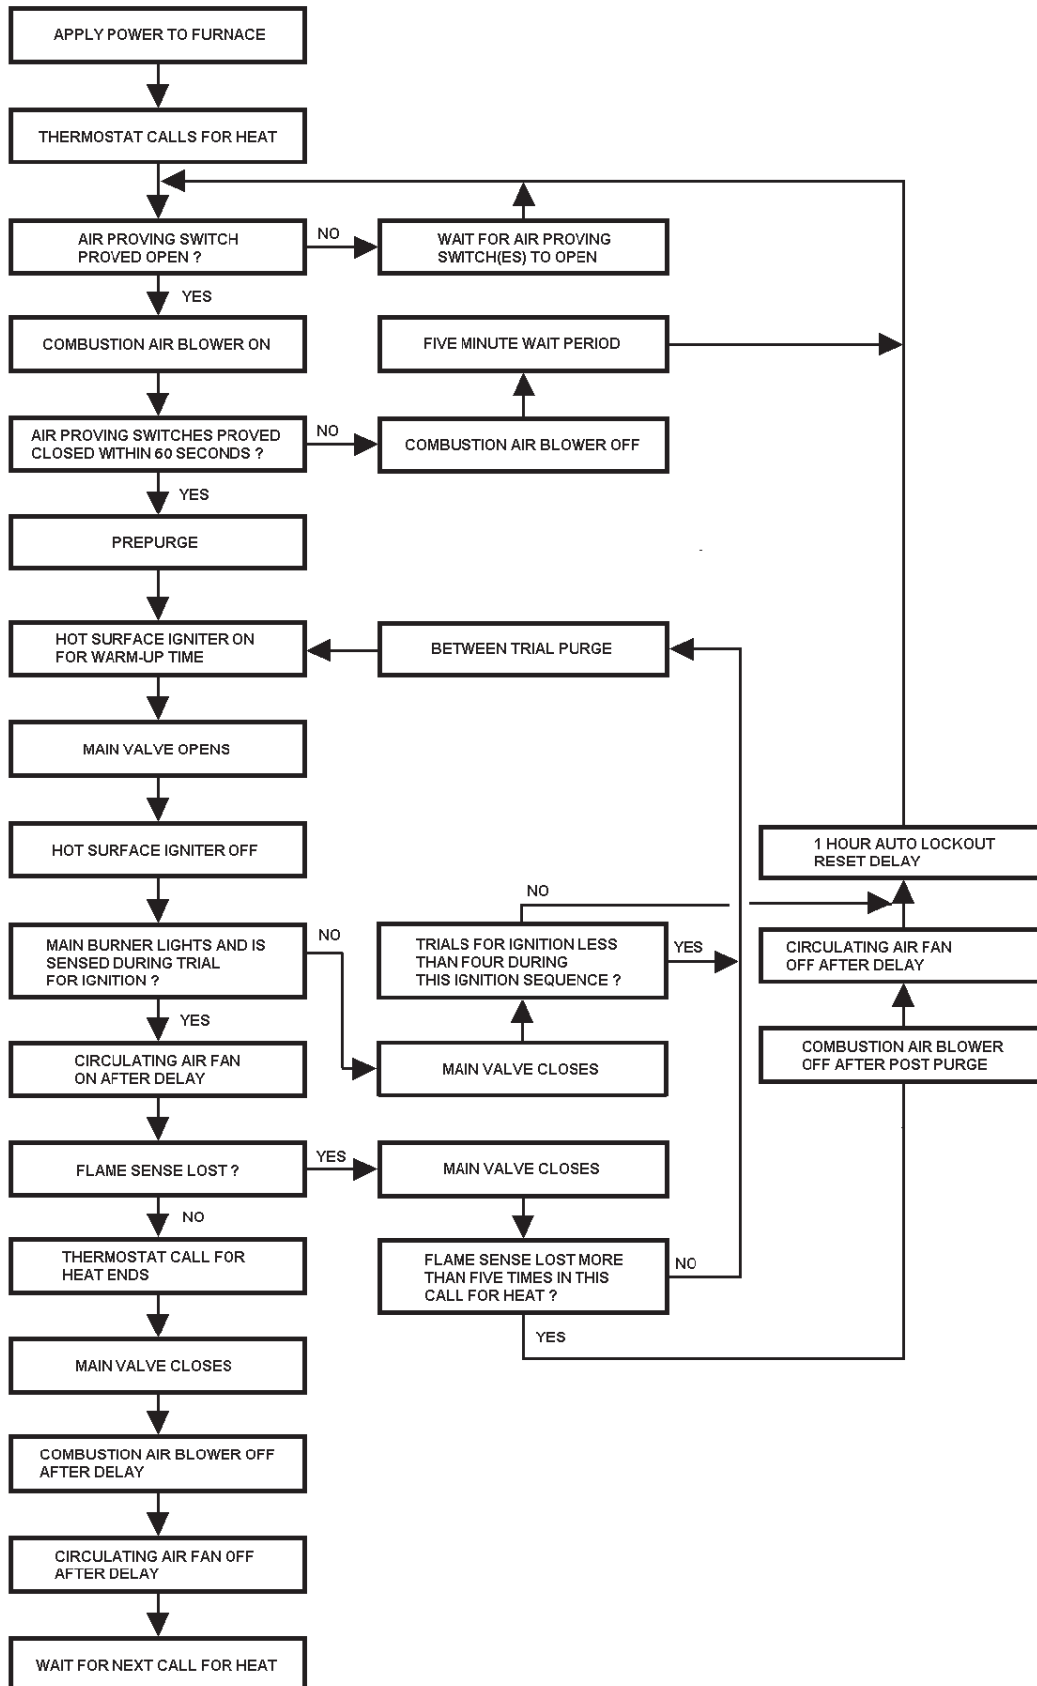 APPLY POWER TO FURNACE
THERMOSTAT CALLS FOR HEAT
AIR PROVING SWITCH
PROVED OPEN ?
NO
WAIT FOR AIR PROVING
SWITCH(ES) TO OPEN
YES
COMBUSTION AIR BLOWER ON
FIVE MINUTE WAIT PERIOD
AIR PROVING SWITCHES PROVED
CLOSED WITHIN 60 SECONDS ?
NO
COMBUSTION AIR BLOWER OFF
YES
PREPURGE
HOT SURFACE IGNITER ON
FOR WARM-UP TIME
BETWEEN TRIAL PURGE
MAIN VALVE OPENS
HOT SURFACE IGNITER OFF
1 HOUR AUTO LOCKOUT
RESET DELAY
MAIN BURNER LIGHTS AND IS
SENSED DURING TRIAL
FOR IGNITION ?
NO
NO
TRIALS FOR IGNITION LESS
THAN FOUR DURING
THIS IGNITION SEQUENCE ?
YES
CIRCULATING AIR FAN
OFF AFTER DELAY
YES
CIRCULATING AIR FAN
ON AFTER DELAY
MAIN VALVE CLOSES
COMBUSTION AIR BLOWER
OFF AFTER POST PURGE
FLAME SENSE LOST ?
YES
MAIN VALVE CLOSES
NO
THERMOSTAT CALL FOR
HEAT ENDS
FLAME SENSE LOST MORE
THAN FIVE TIMES IN THIS
CALL FOR HEAT ?
NO
YES
MAIN VALVE CLOSES
COMBUSTION AIR BLOWER OFF
AFTER DELAY
CIRCULATING AIR FAN OFF
AFTER DELAY
WAIT FOR NEXT CALL FOR HEAT